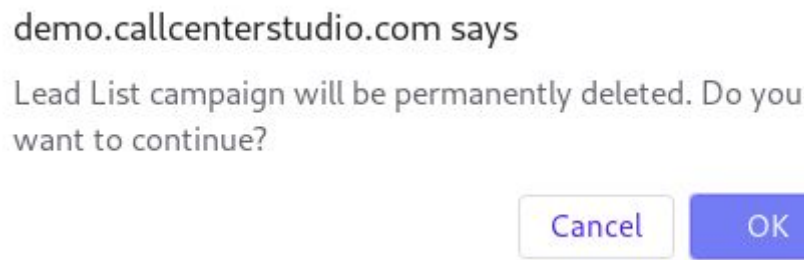 demo.callcenterstudio.com says
Lead List campaign will be permanently deleted. Do you
want to continue?
Cancel OK